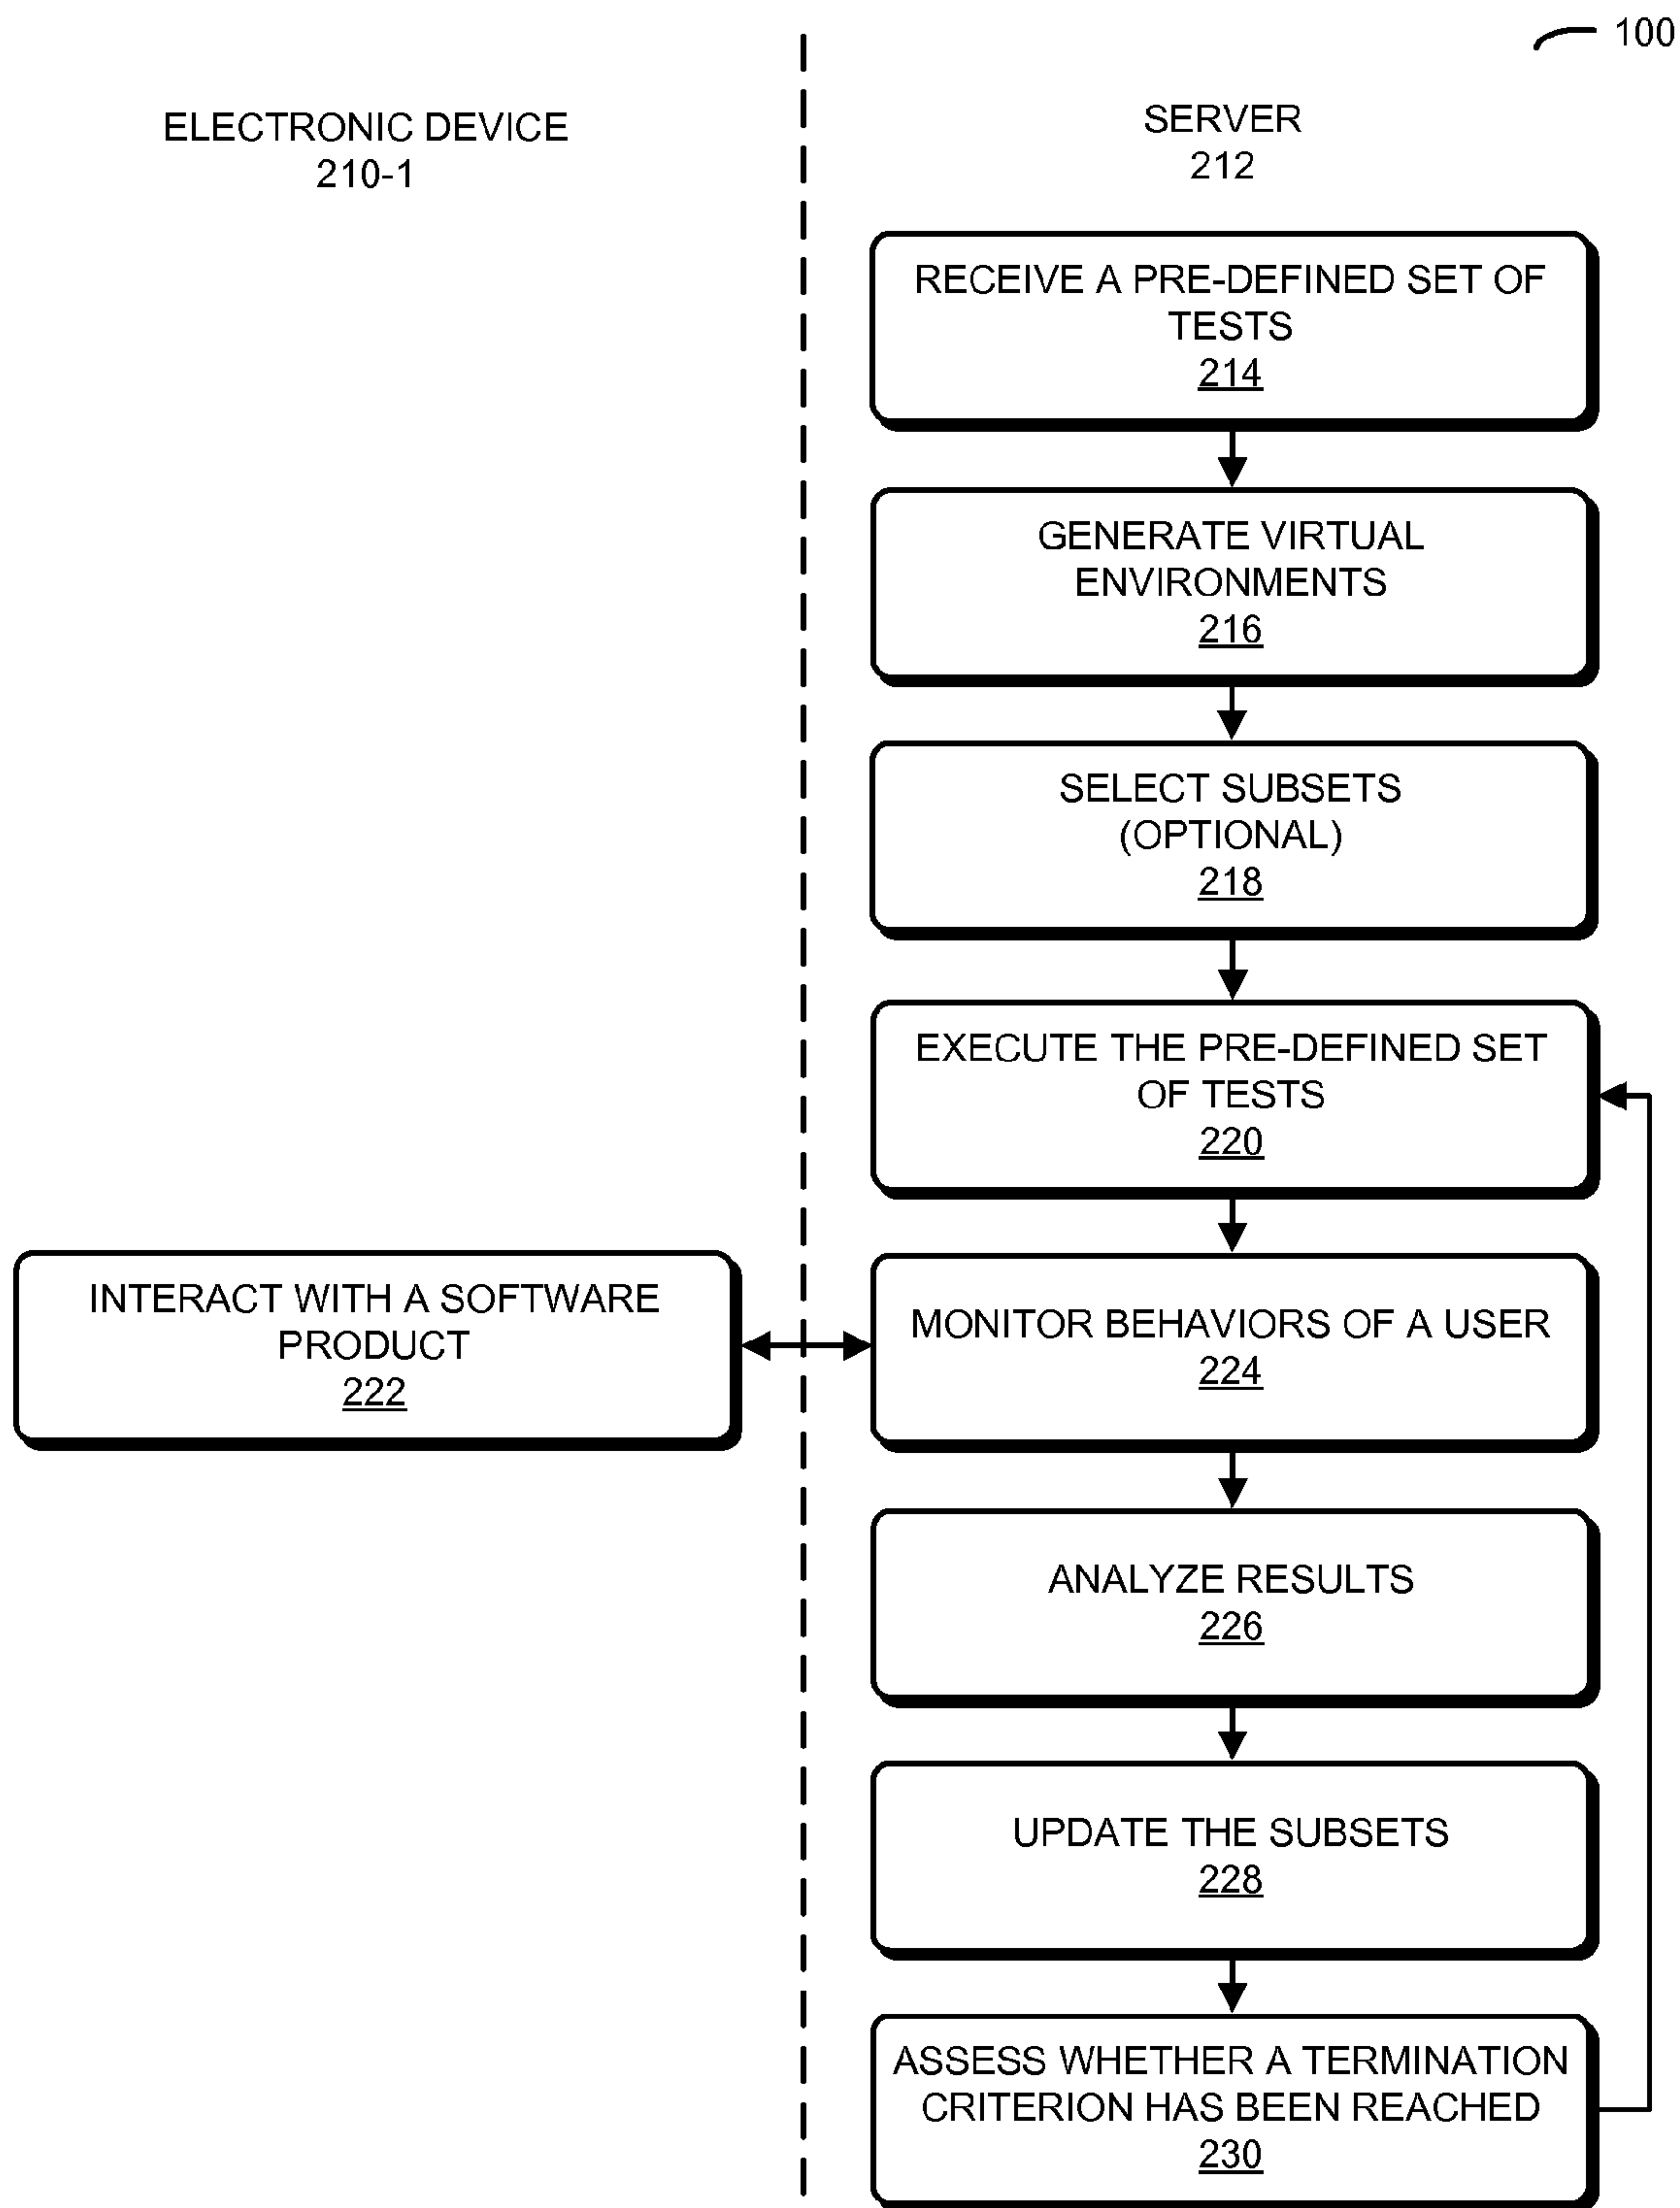 100
ELECTRONIC DEVICE
210-1
SERVER
212
RECEIVE A PRE-DEFINED SET OF
TESTS
214
GENERATE VIRTUAL
ENVIRONMENTS
216
SELECT SUBSETS
(OPTIONAL)
218
EXECUTE THE PRE-DEFINED SET
OF TESTS
220
INTERACT WITH A SOFTWARE
PRODUCT
222
MONITOR BEHAVIORS OF A USER
224
ANALYZE RESULTS
226
UPDATE THE SUBSETS
228
ASSESS WHETHER A TERMINATION
CRITERION HAS BEEN REACHED
230